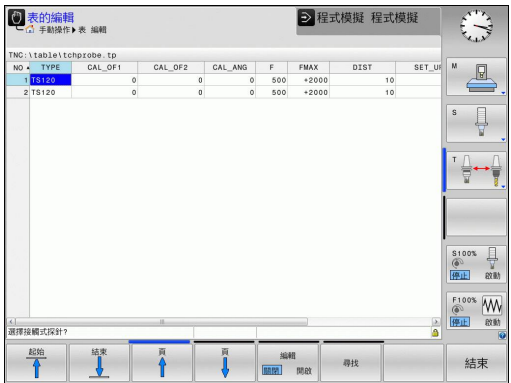 表的編輯
手動操作 ▸ 表 編輯
程式模擬 程式模擬
TNC:\table\tchprobe.tp
NO TYPE CAL_OF1 CAL_OF2 CAL_ANG F FMAX DIST SET_UP
1 TS120 0 0 0 500 +2000 10
2 TS120 0 0 0 500 +2000 10
選擇接觸式探針?
M
S
T
S100%
停止 啟動
F100%
停止 啟動
起始 結束 頁 頁 編輯 尋找 結束
關閉 開啟